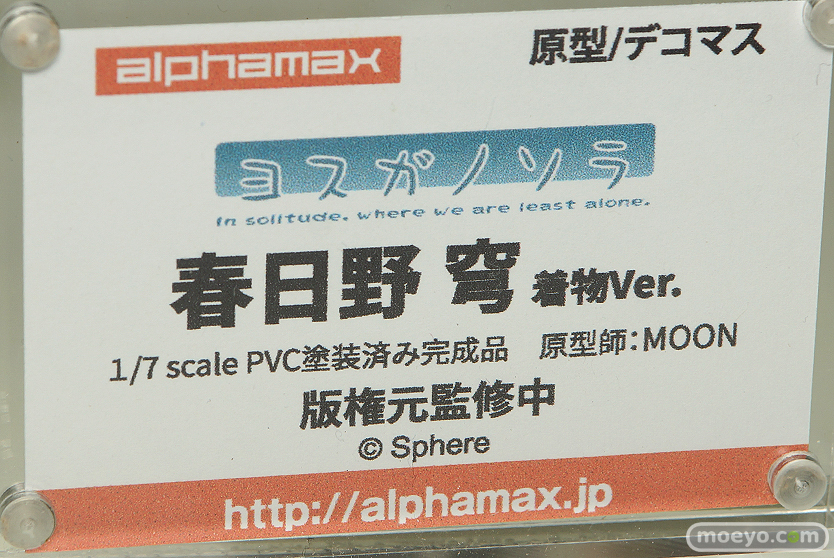 alphamax
原型/デコマス
ヨスガノソラ
In solitude, where we are least alone.
春日野 穹 着物Ver.
1/7 scale PVC塗装済み完成品 原型師：MOON
版権元監修中
© Sphere
http://alphamax.jp
moeyo.com